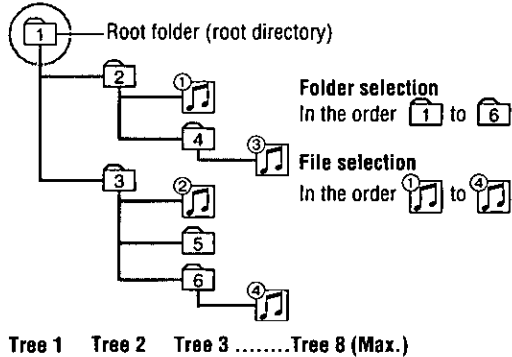 1 Root folder (root directory)
2 ①
4 ③
3 ②
5
6 ④
Folder selection
In the order 1 to 6
File selection
In the order ① to ④
Tree 1 Tree 2 Tree 3 ........Tree 8 (Max.)